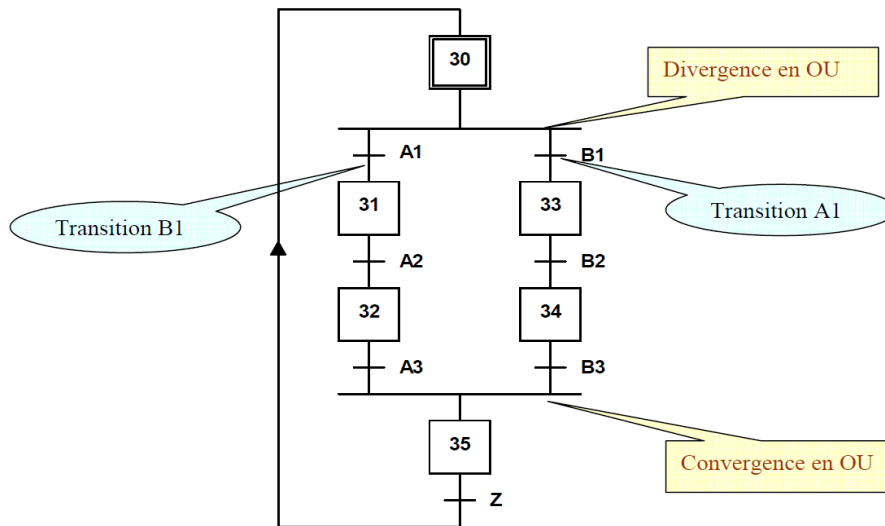 30
Divergence en OU
A1
B1
Transition B1
31
33
Transition A1
A2
B2
32
34
A3
B3
35
Convergence en OU
Z